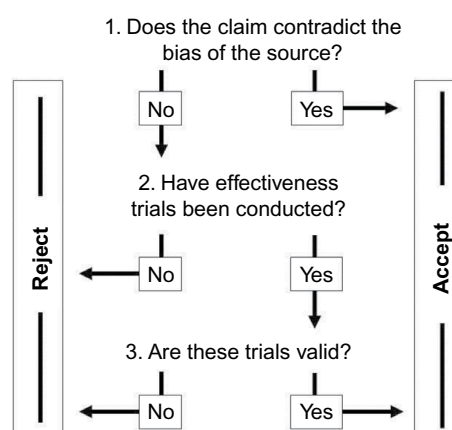 1. Does the claim contradict the
bias of the source?
No
Yes
2. Have effectiveness
trials been conducted?
No
Yes
3. Are these trials valid?
No
Yes
Reject
Accept